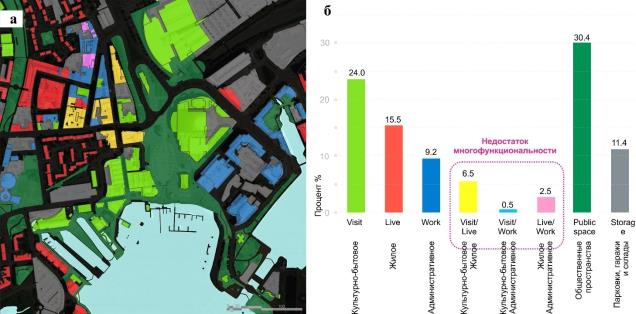 а
б
30
20
10
0
Процент %
24.0
15.5
9.2
6.5
0.5
2.5
30.4
11.4
Недостаток
многофункциональности
Visit
Live
Work
Visit/
Live
Visit/
Work
Live/
Work
Public
space
Storag
e
Культурно-бытовое
Жилое
Административное
Культурно-бытовое
Жилое
Культурно-бытовое
Административное
Жилое
Административное
Общественные
пространства
Парковки, гаражи
и склады